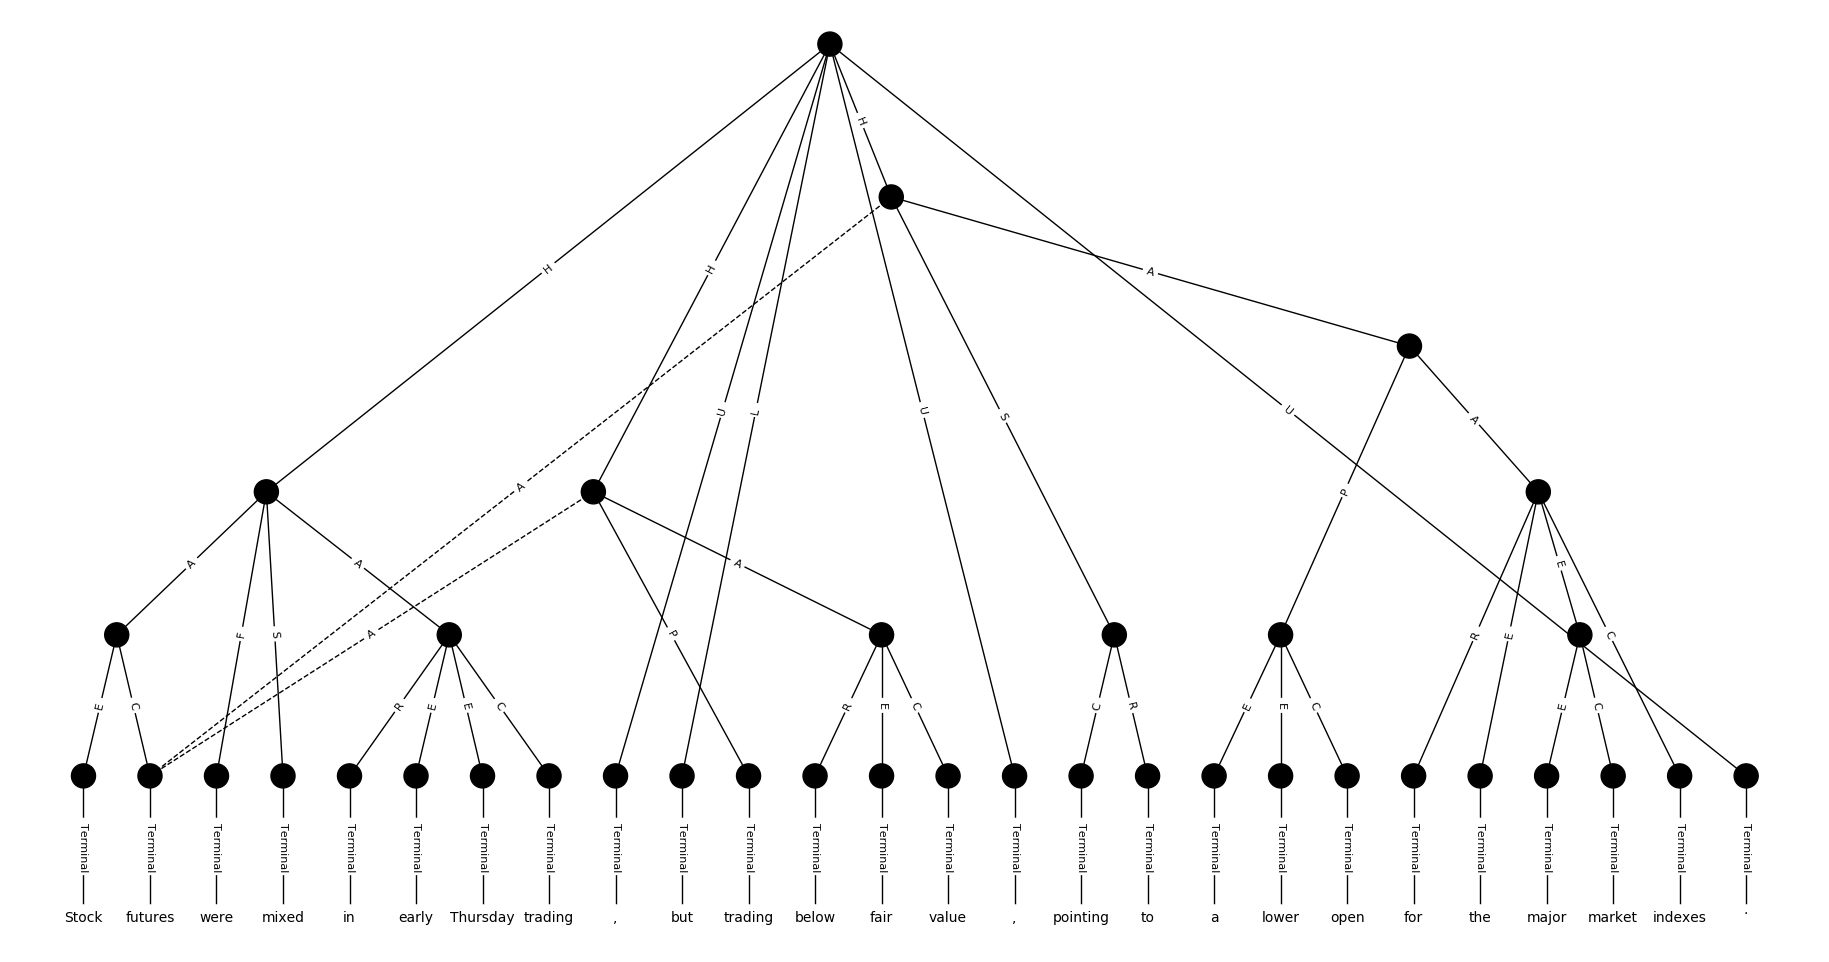 H
H
A
H
U
L
U
S
A
U
A
P
A
A
F
S
A
A
P
R
E
E
C
E
C
R
E
E
C
R
E
C
C
R
E
E
C
E
C
Terminal Terminal Terminal Terminal Terminal Terminal Terminal Terminal Terminal Terminal Terminal Terminal Terminal Terminal Terminal Terminal Terminal Terminal Terminal Terminal Terminal Terminal Terminal Terminal Terminal Terminal
Stock futures were mixed in early Thursday trading , but trading below fair value , pointing to a lower open for the major market indexes .